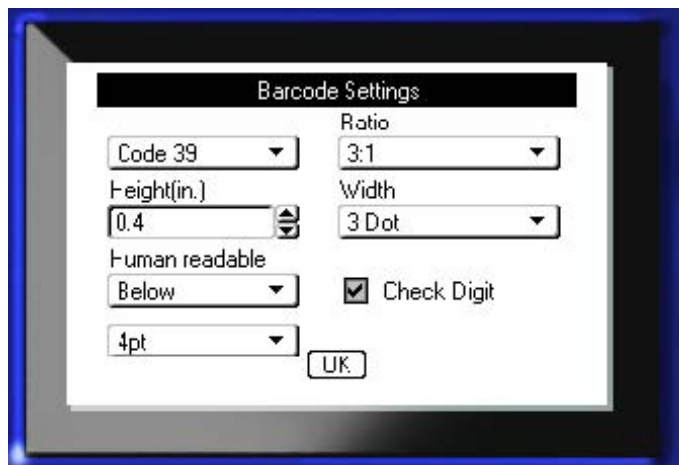 Barcode Settings
Ratio
Code 39
3:1
Height(in.)
Width
0.4
3 Dot
Human readable
Below
Check Digit
4pt
OK